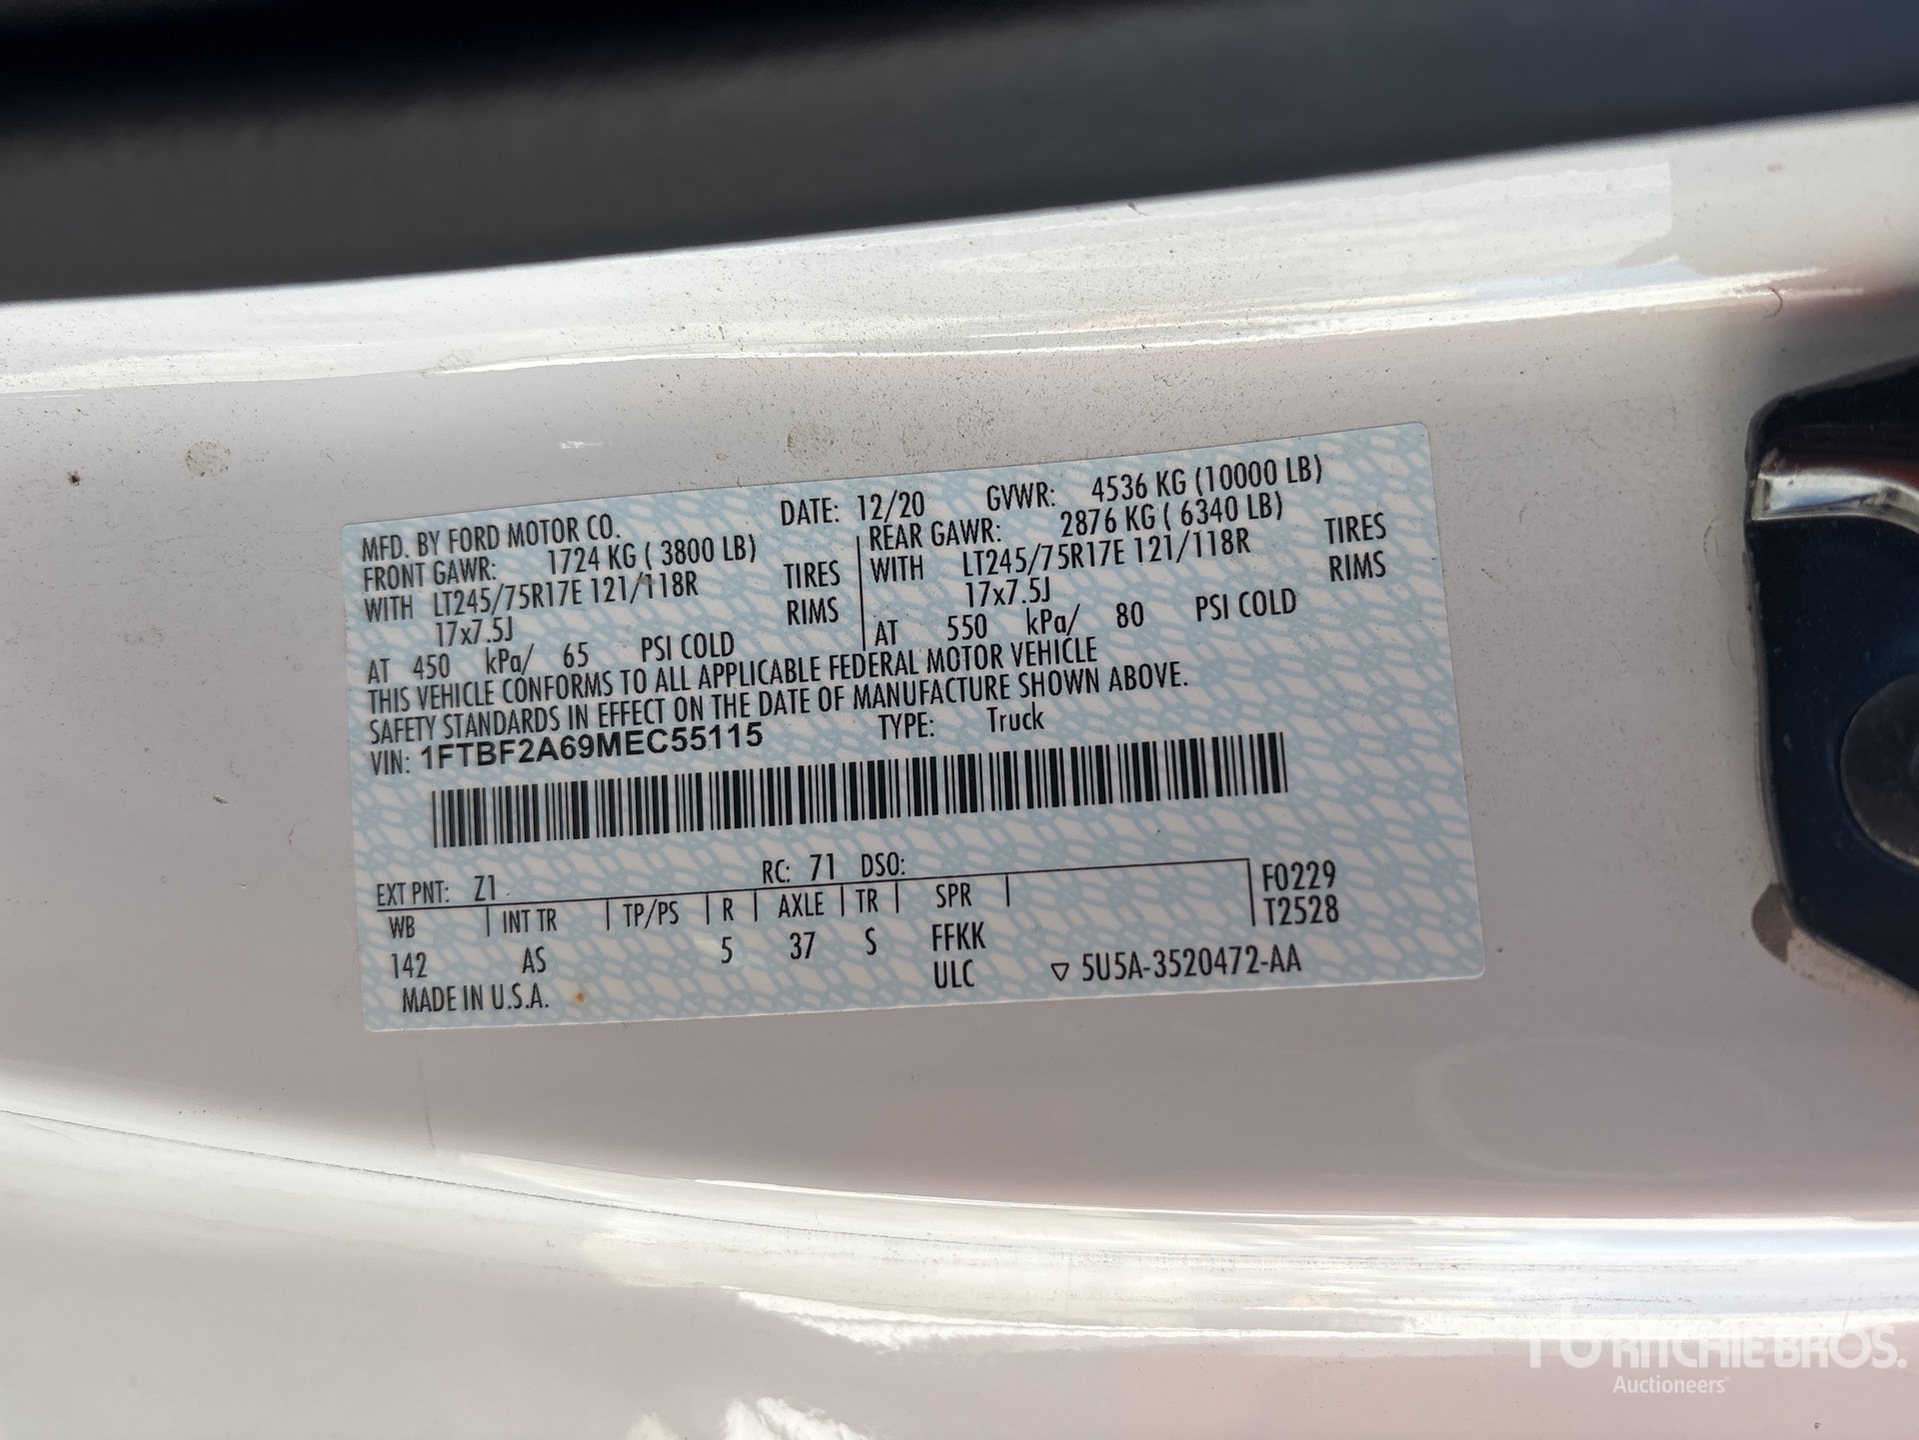 MFD. BY FORD MOTOR CO. DATE: 12/20 GVWR: 4536 KG (10000 LB)
FRONT GAWR: 1724 KG ( 3800 LB) REAR GAWR: 2876 KG ( 6340 LB)
WITH LT245/75R17E 121/118R TIRES WITH LT245/75R17E 121/118R TIRES
17x7.5J RIMS 17x7.5J RIMS
AT 450 kPa/ 65 PSI COLD AT 550 kPa/ 80 PSI COLD
THIS VEHICLE CONFORMS TO ALL APPLICABLE FEDERAL MOTOR VEHICLE
SAFETY STANDARDS IN EFFECT ON THE DATE OF MANUFACTURE SHOWN ABOVE.
VIN: 1FTBF2A69MEC55115 TYPE: Truck
EXT PNT: Z1 RC: 71 DSO:
WB | INT TR | TP/PS | R | AXLE | TR | SPR | F0229
T2528
142 AS 5 37 S FFKK
ULC ▽ 5U5A-3520472-AA
MADE IN U.S.A.
RITCHIE BROS.
Auctioneers